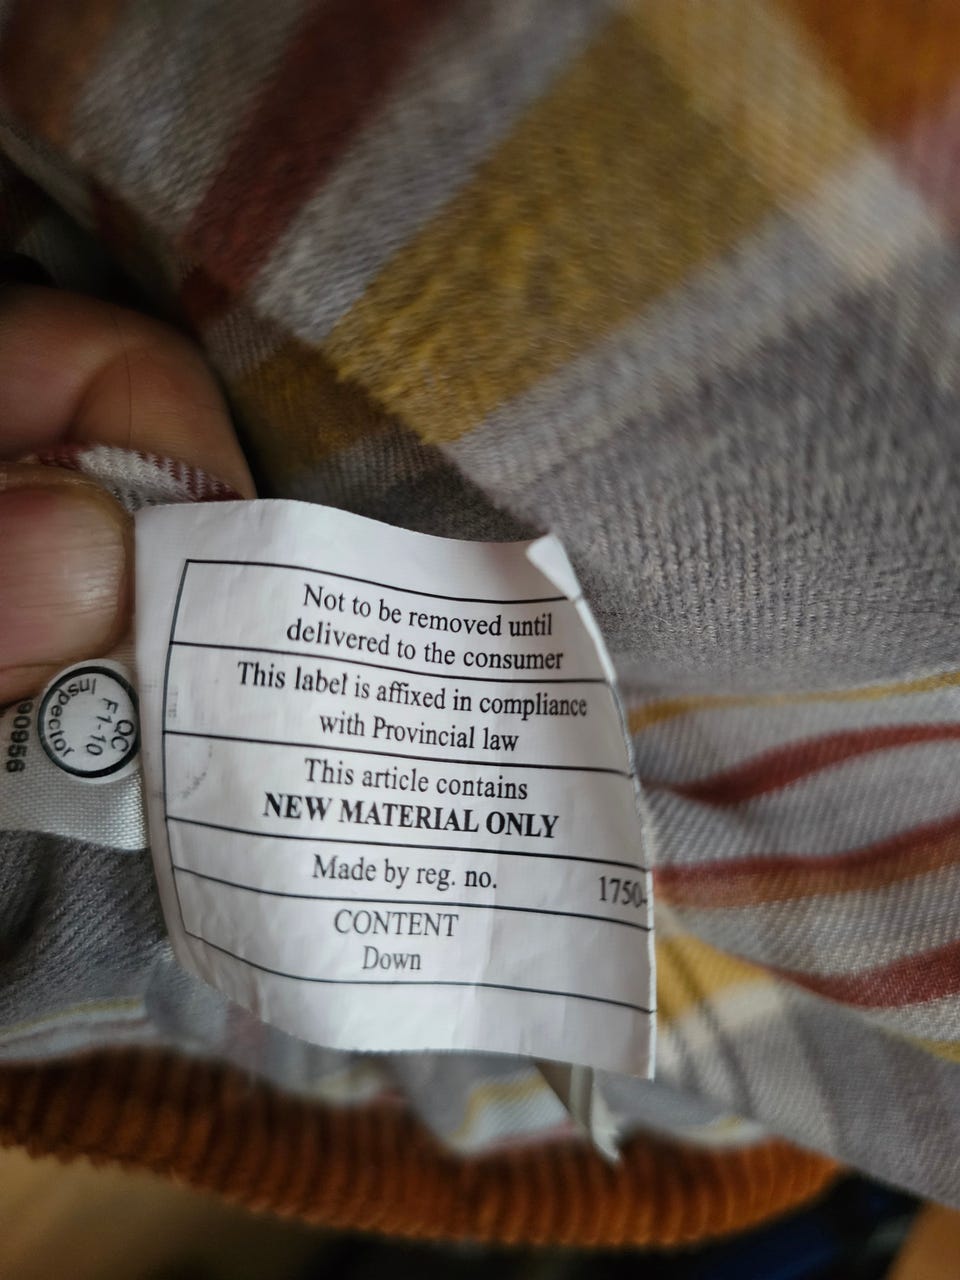 Not to be removed until
delivered to the consumer
This label is affixed in compliance
with Provincial law
This article contains
NEW MATERIAL ONLY
Made by reg. no. 1750-
CONTENT
Down
QC
F1-10
Inspector
90956